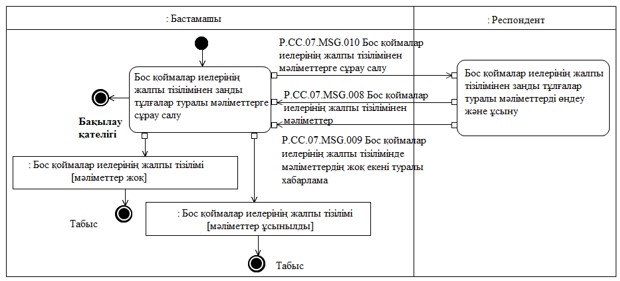 : Бастамашы
: Респондент
P.CC.07.MSG.010 Бос қоймалар
иелерінің жалпы тізілімінен
мәліметтерге сұрау салу
Бос қоймалар иелерінің
жалпы тізілімінен заңды
тұлғалар туралы мәліметтерге
сұрау салу
Бос қоймалар иелерінің жалпы
тізілімінен заңды тұлғалар
туралы мәліметтерді өңдеу
және ұсыну
P.CC.07.MSG.008 Бос қоймалар
иелерінің жалпы тізілімінен
мәліметтер
Бақылау
қателігі
P.CC.07.MSG.009 Бос қоймалар
иелерінің жалпы тізілімінде
мәліметтердің жоқ екені туралы
хабарлама
: Бос қоймалар иелерінің жалпы тізілімі
[мәліметтер жоқ]
Табыс
: Бос қоймалар иелерінің жалпы тізілімі
[мәліметтер ұсынылды]
Табыс